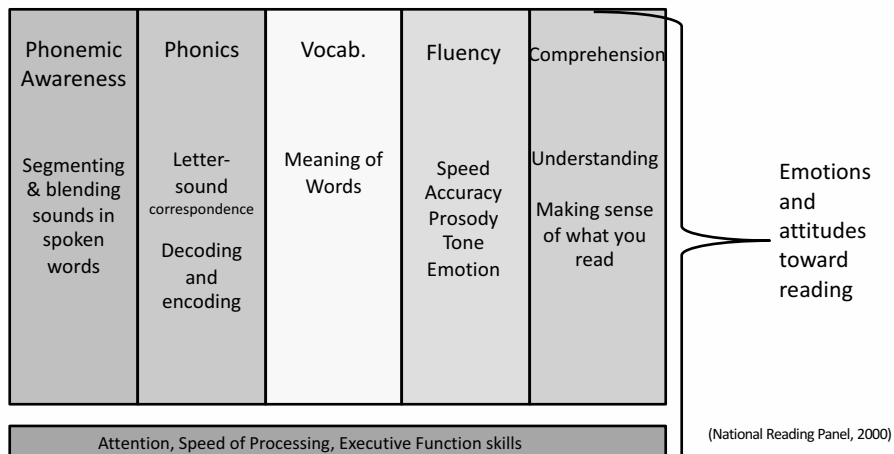 Phonemic
Awareness
Segmenting
& blending
sounds in
spoken
words
Phonics
Letter-
sound
correspondence
Decoding
and
encoding
Vocab.
Meaning of
Words
Fluency
Speed
Accuracy
Prosody
Tone
Emotion
Comprehension
Understanding
Making sense
of what you
read
Emotions
and
attitudes
toward
reading
Attention, Speed of Processing, Executive Function skills
(National Reading Panel, 2000)